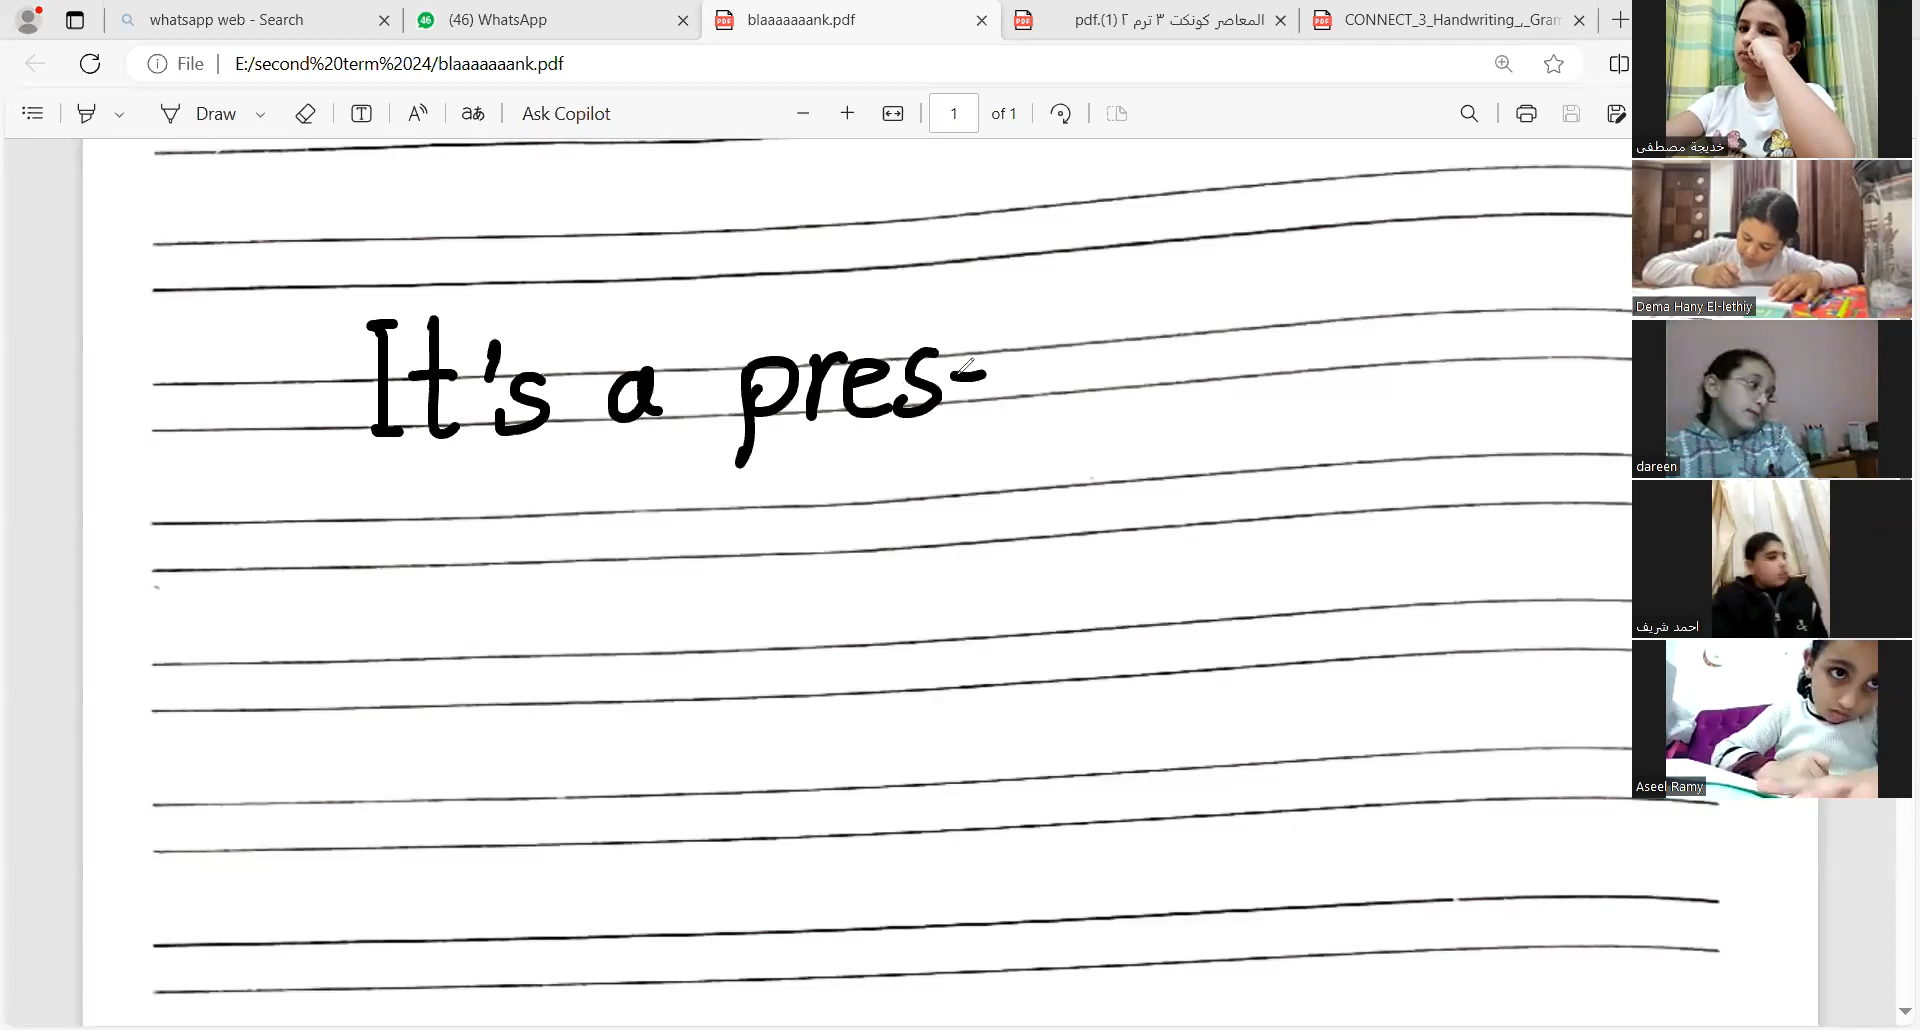 whatsapp web - Search
(46) WhatsApp
blaaaaaaank.pdf
المعاصر كونكت ٣ ترم ٢ (1).pdf
CONNECT_3_Handwriting_,_Gran
File
E:/second%20term%2024/blaaaaaaank.pdf
Draw
Ask Copilot
1
of 1
It's a pres-
خديجة مصطفى
Dema Hany El-lethiy
dareen
احمد شريف
Aseel Ramy